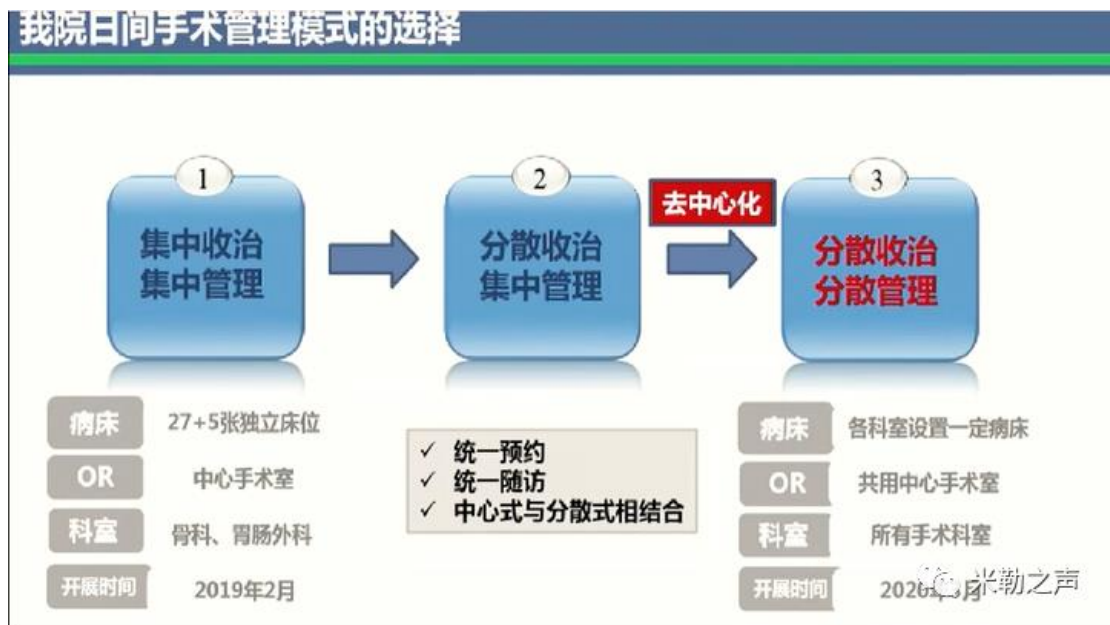 我院日间手术管理模式的选择
1
集中收治
集中管理
2
分散收治
集中管理
去中心化
3
分散收治
分散管理
病床 27+5张独立床位
OR 中心手术室
科室 骨科、胃肠外科
开展时间 2019年2月
✓ 统一预约
✓ 统一随访
✓ 中心式与分散式相结合
病床 各科室设置一定病床
OR 共用中心手术室
科室 所有手术科室
开展时间 2020年 月
米勒之声